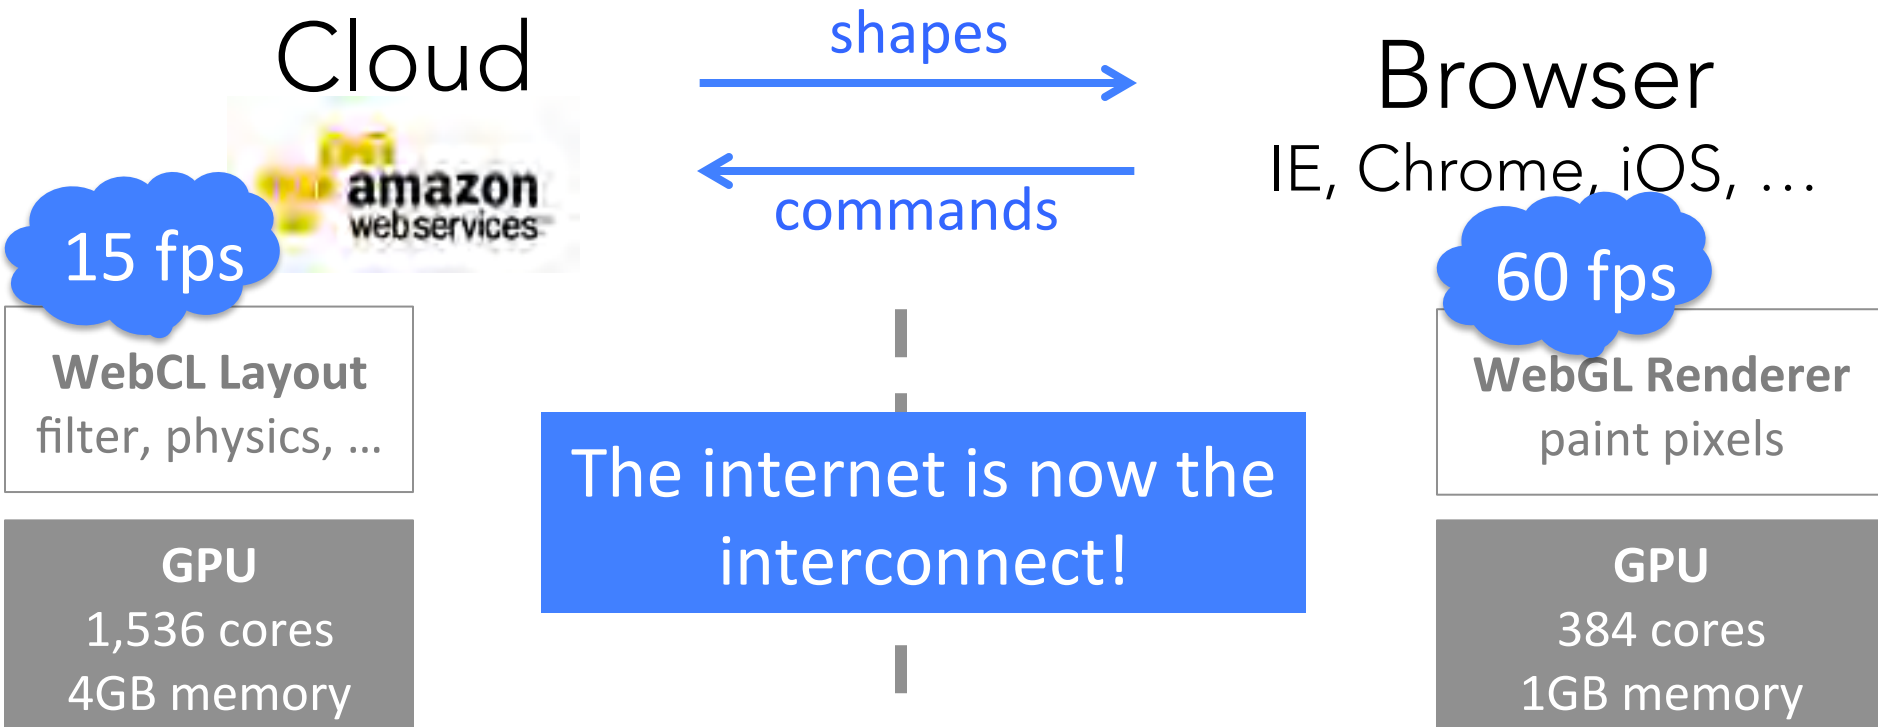 Cloud
shapes
Browser
amazon
webservices™
commands
IE, Chrome, iOS, …
15 fps
60 fps
WebCL Layout
filter, physics, …
WebGL Renderer
paint pixels
The internet is now the
interconnect!
GPU
1,536 cores
4GB memory
GPU
384 cores
1GB memory